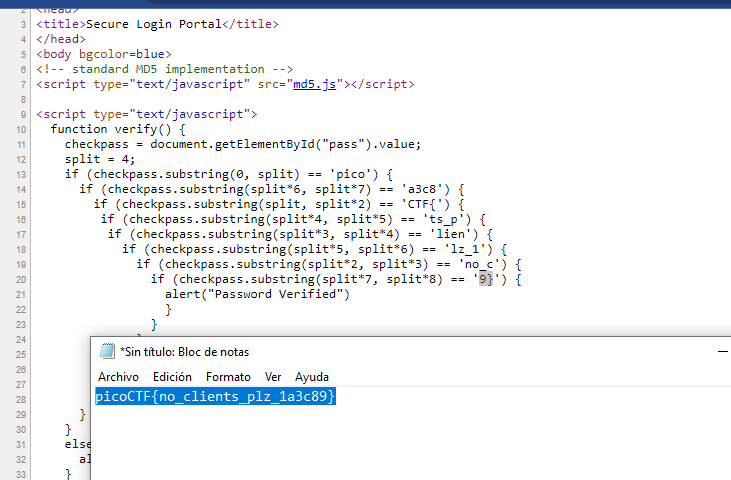 2 <head>
3 <title>Secure Login Portal</title>
4 </head>
5 <body bgcolor=blue>
6 <!-- standard MD5 implementation -->
7 <script type="text/javascript" src="md5.js"></script>
8
9 <script type="text/javascript">
10 function verify() {
11 checkpass = document.getElementById("pass").value;
12 split = 4;
13 if (checkpass.substring(0, split) == 'pico') {
14 if (checkpass.substring(split*6, split*7) == 'a3c8') {
15 if (checkpass.substring(split, split*2) == 'CTF{') {
16 if (checkpass.substring(split*4, split*5) == 'ts_p') {
17 if (checkpass.substring(split*3, split*4) == 'lien') {
18 if (checkpass.substring(split*5, split*6) == 'lz_1') {
19 if (checkpass.substring(split*2, split*3) == 'no_c') {
20 if (checkpass.substring(split*7, split*8) == '9}') {
21 alert("Password Verified")
22 }
23 }
24
25
*Sin título: Bloc de notas
26
Archivo Edición Formato Ver Ayuda
27
28
picoCTF{no_clients_plz_1a3c89}
29 }
30 }
31 else
32 al
33 }